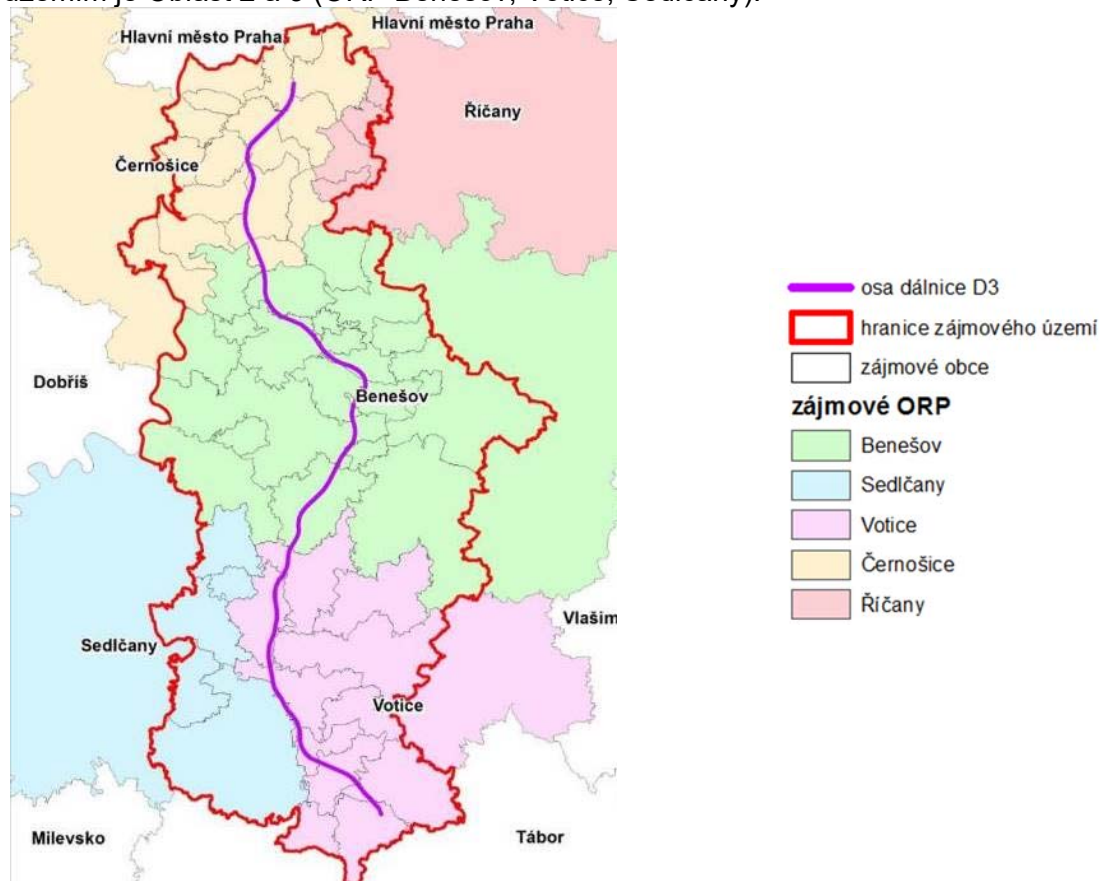 Hlavní město Praha
Hlavní město Praha
Říčany
Černošice
Dobříš
Benešov
Vlašim
Sedlčany
Votice
Milevsko
Tábor
osa dálnice D3
hranice zájmového území
zájmové obce
zájmové ORP
Benešov
Sedlčany
Votice
Černošice
Říčany